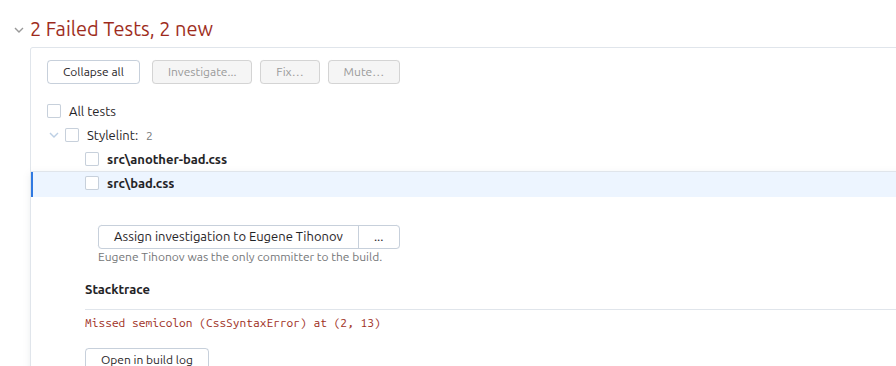 2 Failed Tests, 2 new
Collapse all Investigate... Fix... Mute...
All tests
Stylelint: 2
src\another-bad.css
src\bad.css
Assign investigation to Eugene Tihonov ...
Eugene Tihonov was the only committer to the build.
Stacktrace
Missed semicolon (CssSyntaxError) at (2, 13)
Open in build log